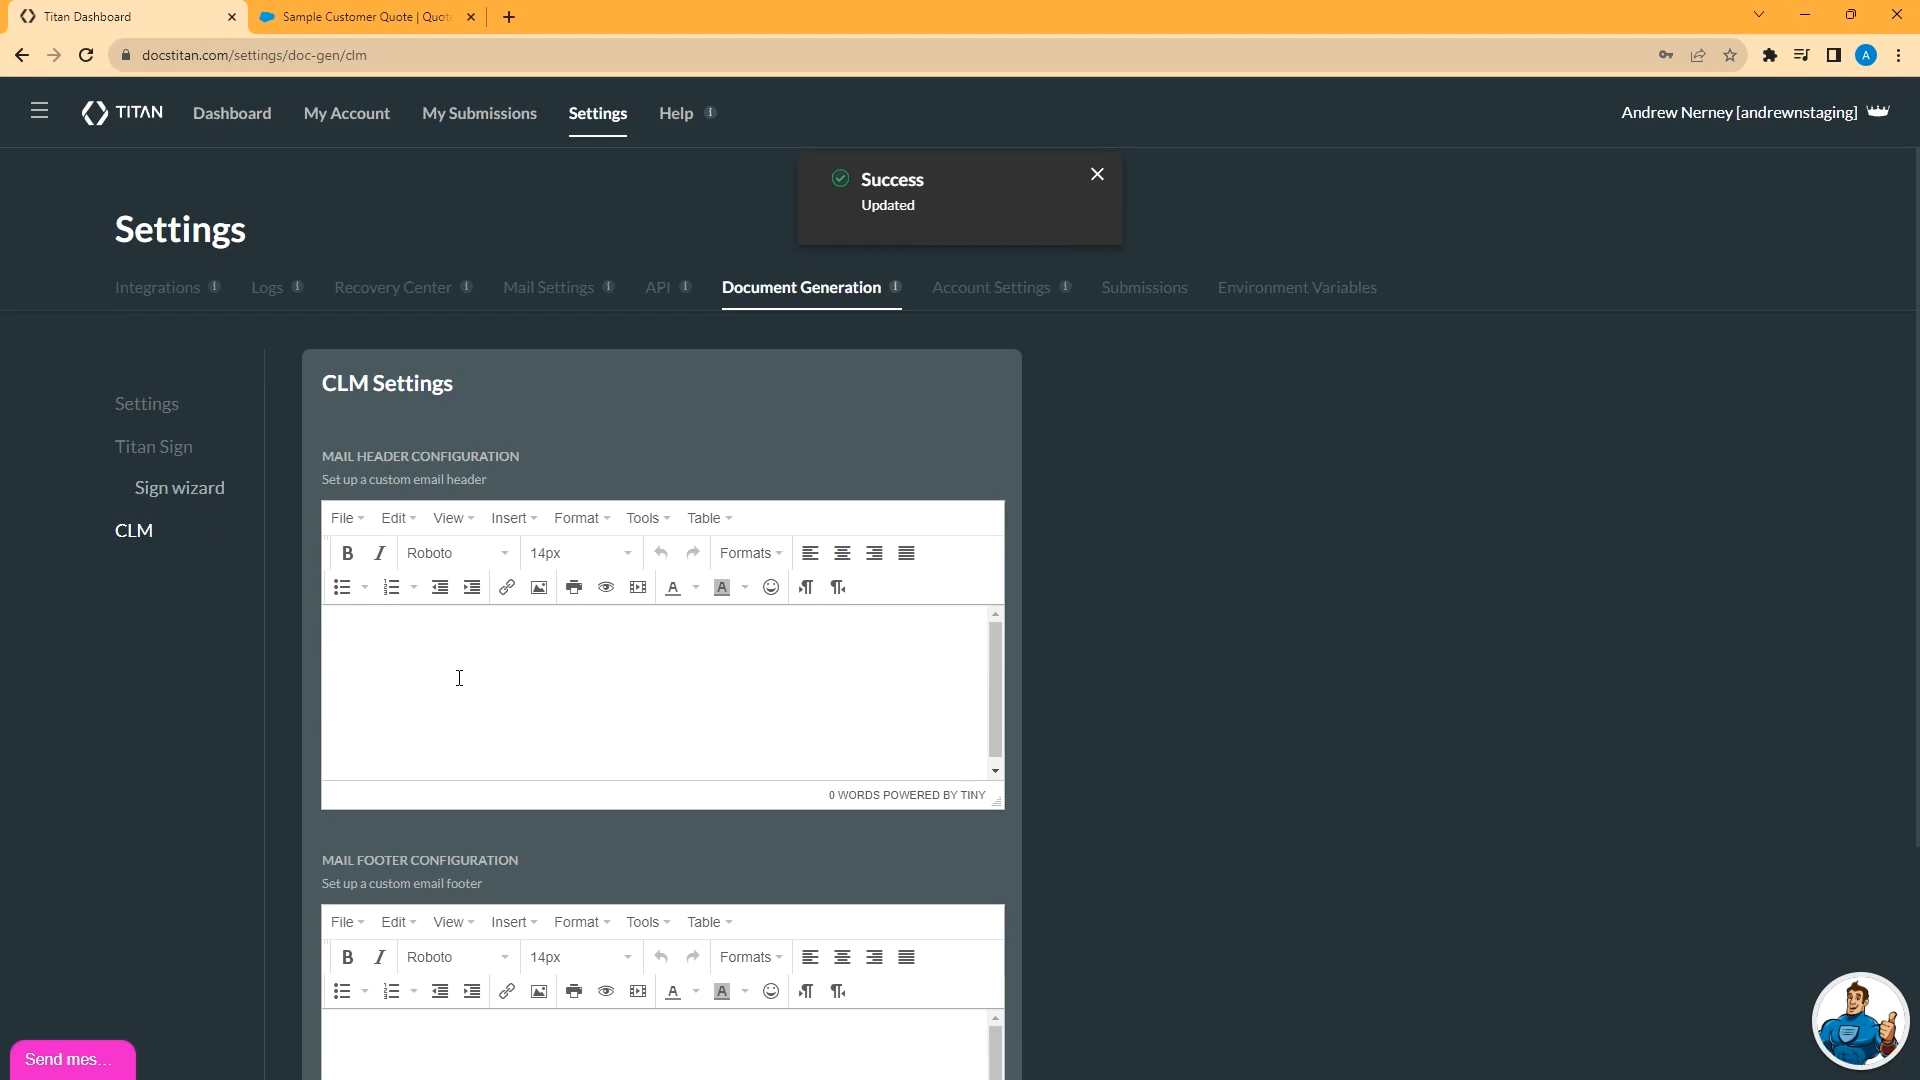 Titan Dashboard
Sample Customer Quote | Quot
docstitan.com/settings/doc-gen/clm
A
TITAN
Dashboard
My Account
My Submissions
Settings
Help
Andrew Nerney [andrewnstaging]
Success
Updated
Settings
Integrations
Logs
Recovery Center
Mail Settings
API
Document Generation
Account Settings
Submissions
Environment Variables
Settings
Titan Sign
Sign wizard
CLM
CLM Settings
MAIL HEADER CONFIGURATION
Set up a custom email header
File Edit View Insert Format Tools Table
B I Roboto 14px Formats
A A
0 WORDS POWERED BY TINY
MAIL FOOTER CONFIGURATION
Set up a custom email footer
File Edit View Insert Format Tools Table
B I Roboto 14px Formats
A A
Send mes...